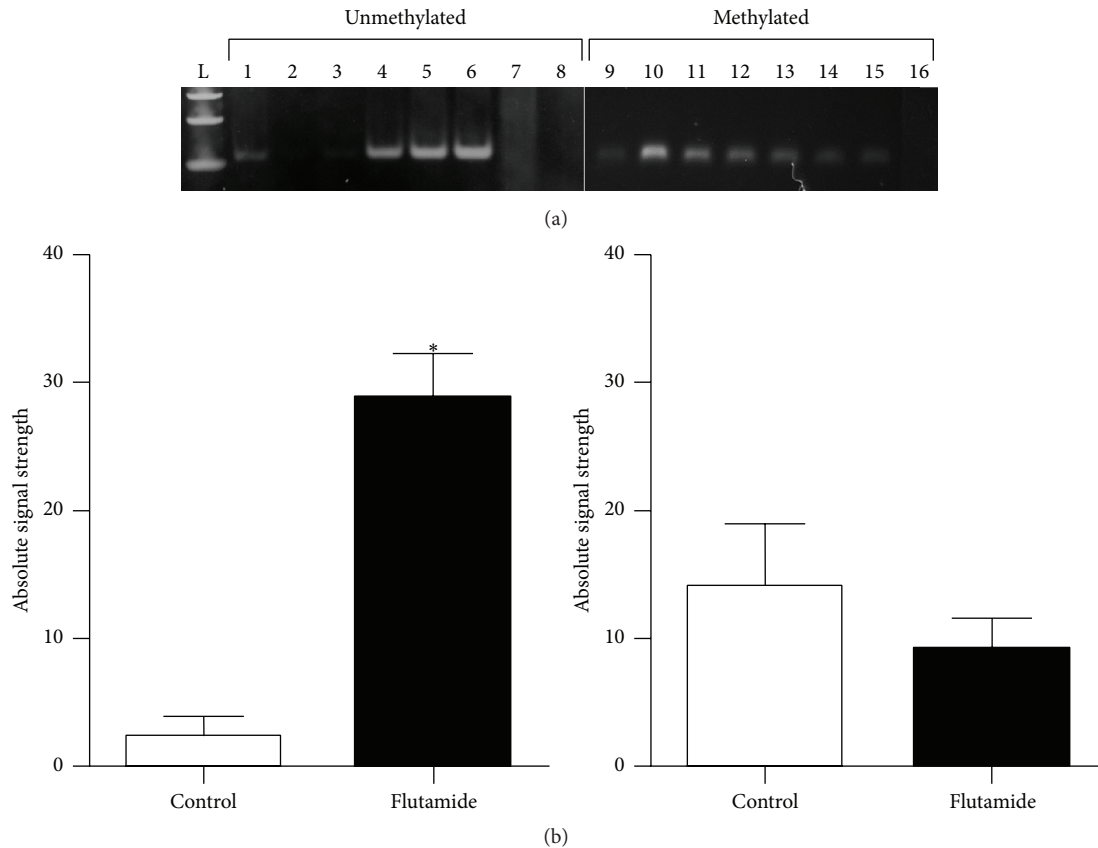 Unmethylated Methylated
L 1 2 3 4 5 6 7 8 9 10 11 12 13 14 15 16
(a)
40
30
20
10
0
Absolute signal strength
*
Control Flutamide
40
30
20
10
0
Absolute signal strength
Control Flutamide
(b)